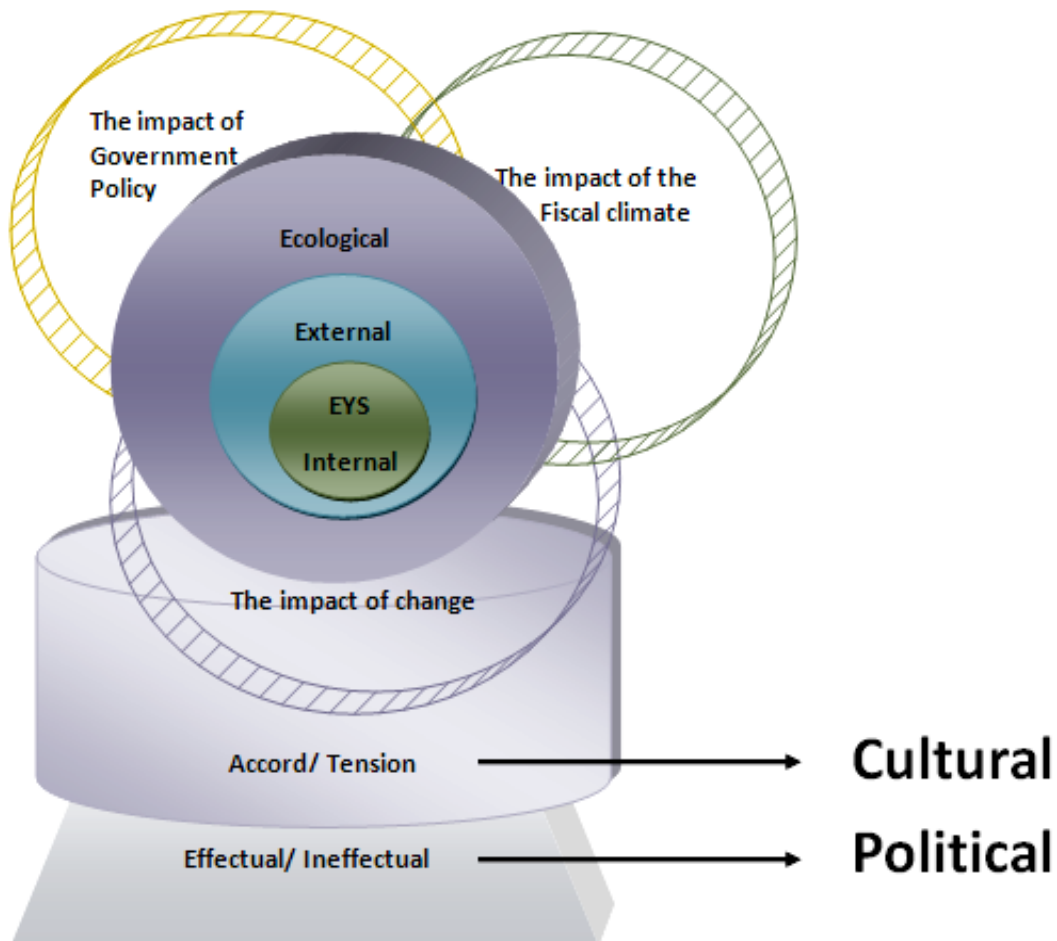 The impact of
Government
Policy
The impact of the
Fiscal climate
Ecological
External
EYS
Internal
The impact of change
Accord/ Tension
Cultural
Effectual/ Ineffectual
Political